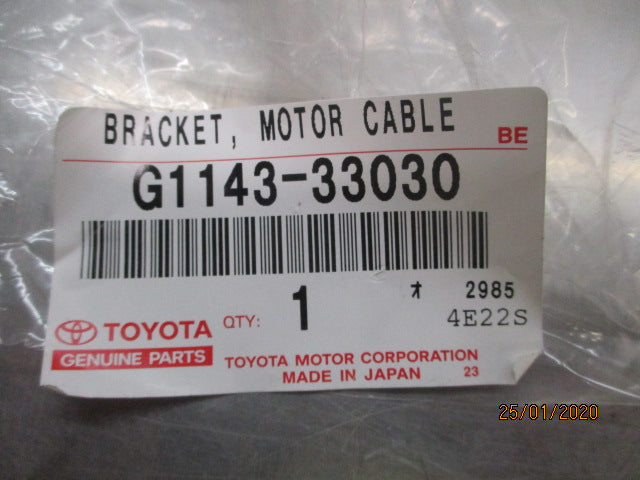 BRACKET, MOTOR CABLE
BE
G1143-33030
TOYOTA
GENUINE PARTS
QTY: 1
オ 2985
4E22S
TOYOTA MOTOR CORPORATION
MADE IN JAPAN 23
25/01/2020